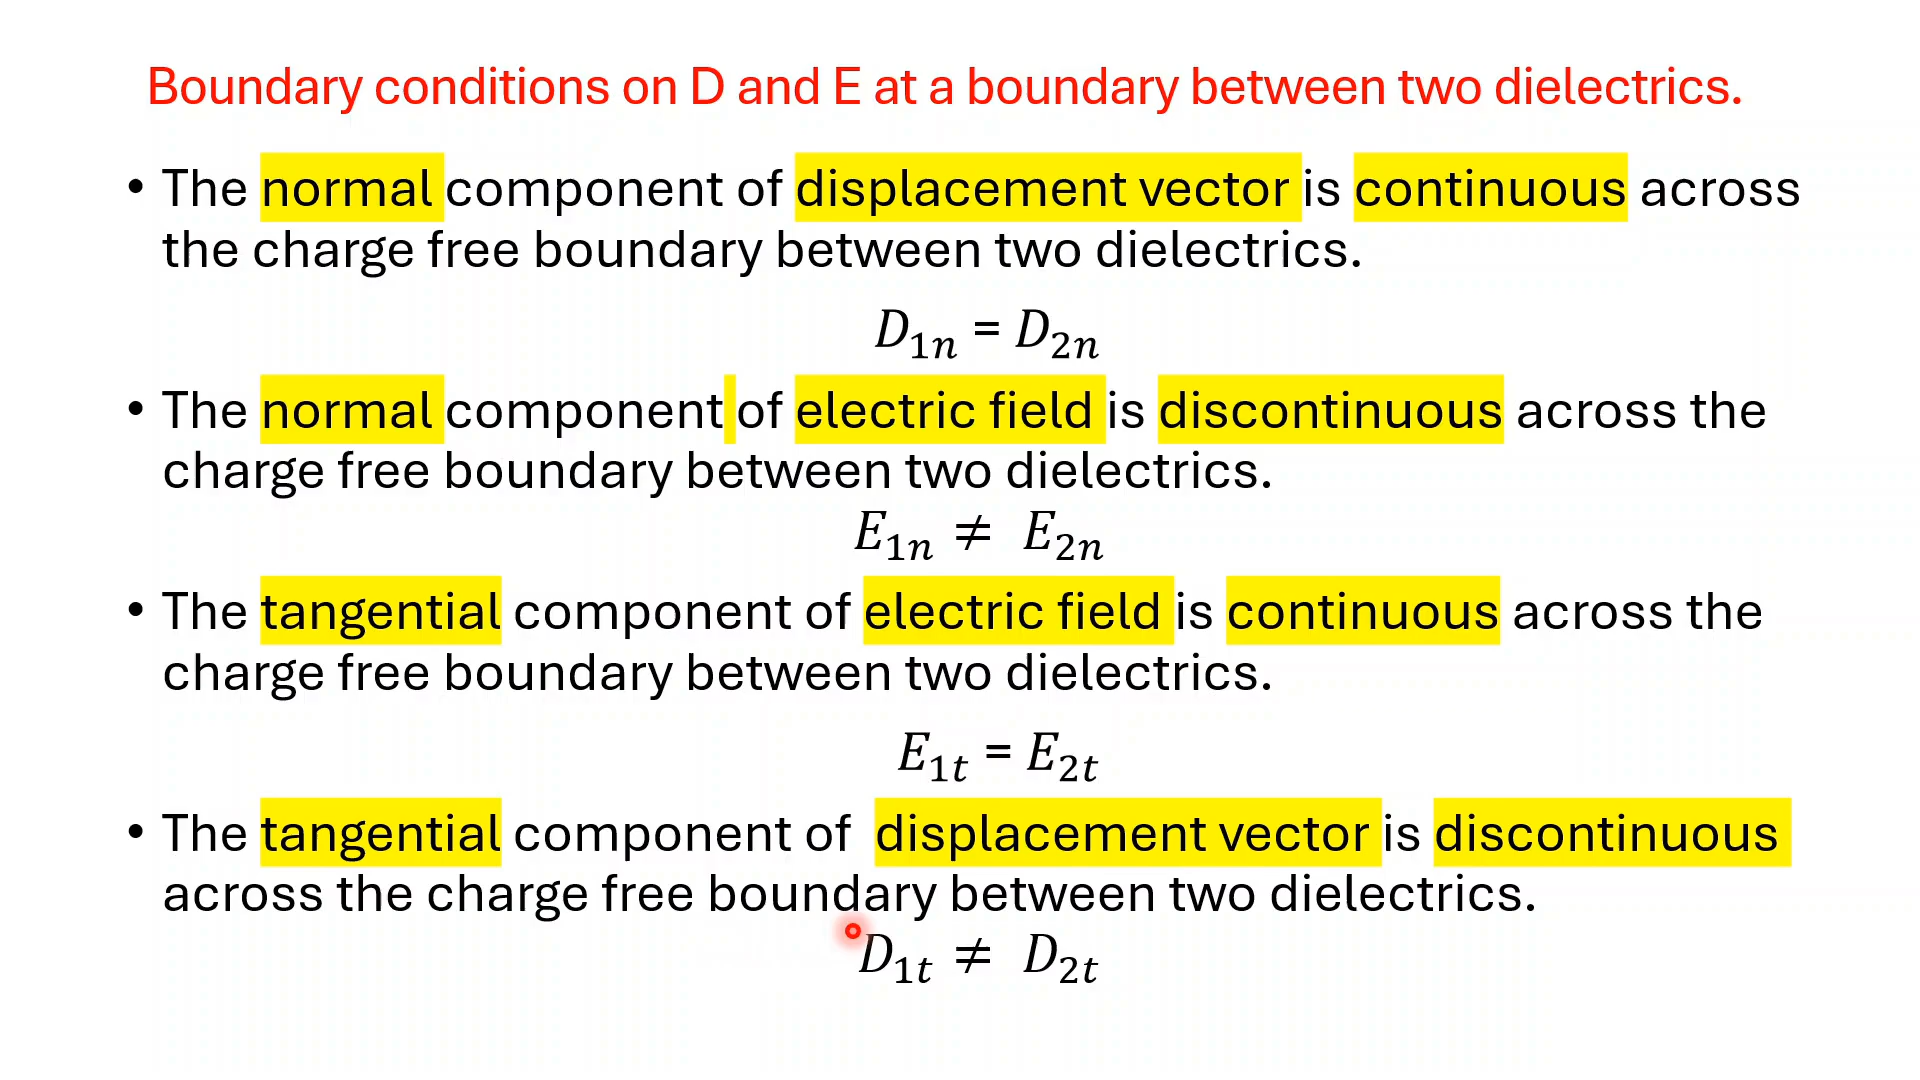 Boundary conditions on D and E at a boundary between two dielectrics.
• The normal component of displacement vector is continuous across
the charge free boundary between two dielectrics.
D₁ₙ = D₂ₙ
• The normal component of electric field is discontinuous across the
charge free boundary between two dielectrics.
E₁ₙ ≠ E₂ₙ
• The tangential component of electric field is continuous across the
charge free boundary between two dielectrics.
E₁ₜ = E₂ₜ
• The tangential component of displacement vector is discontinuous
across the charge free boundary between two dielectrics.
D₁ₜ ≠ D₂ₜ